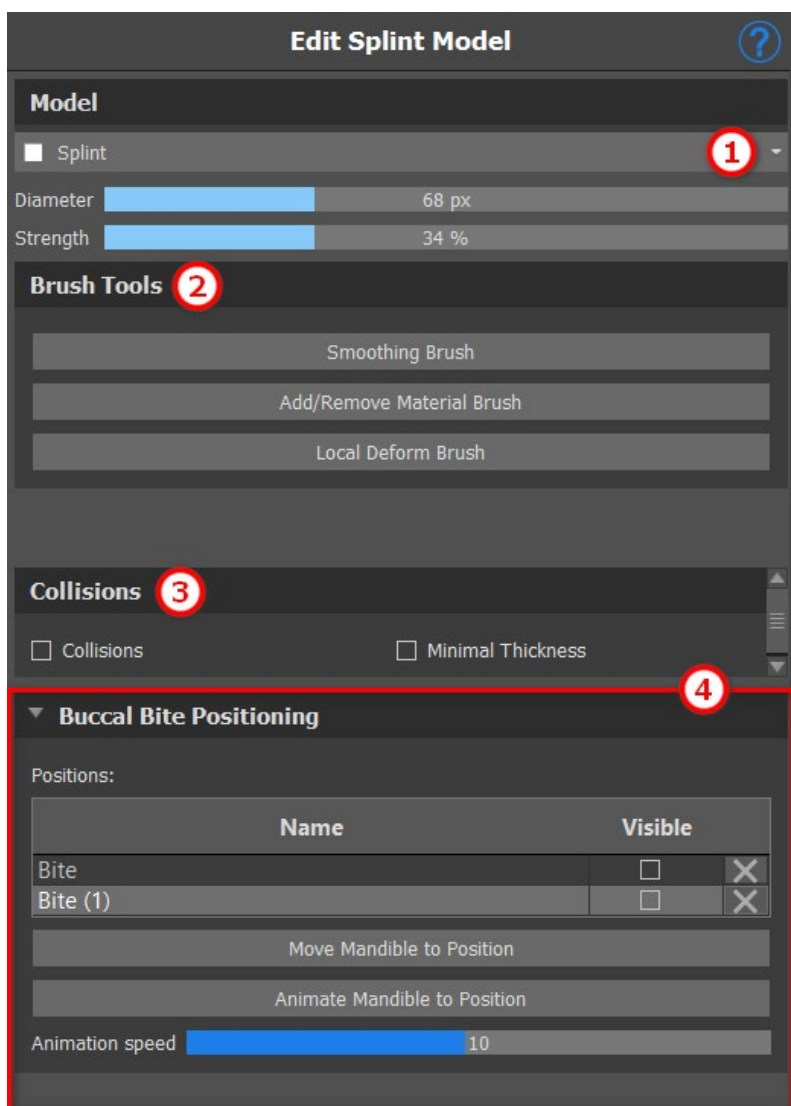 Edit Splint Model ?
Model
Splint 1
Diameter 68 px
Strength 34 %
Brush Tools 2
Smoothing Brush
Add/Remove Material Brush
Local Deform Brush
Collisions 3
Collisions Minimal Thickness
4
Buccal Bite Positioning
Positions:
Name Visible
Bite
Bite (1)
Move Mandible to Position
Animate Mandible to Position
Animation speed 10